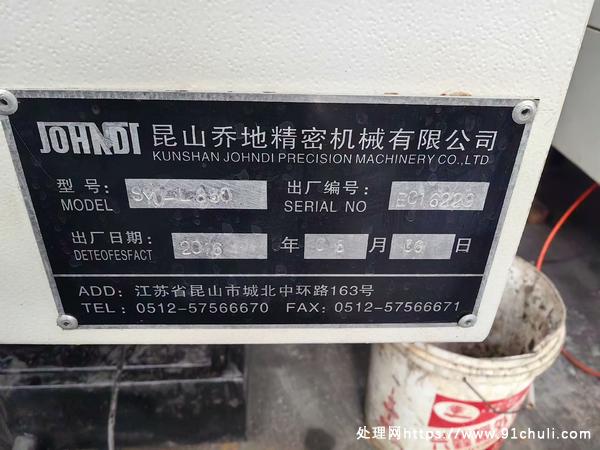 JOHNDI 昆山乔地精密机械有限公司
KUNSHAN JOHNDI PRECISION MACHINERY CO.,LTD
型号: 出厂编号:
MODEL SERIAL NO
出厂日期: 年 月 日
DETEOFESFACT
ADD: 江苏省昆山市城北中环路163号
TEL: 0512-57566670 FAX: 0512-57566671
处理网https://www.91chuli.com